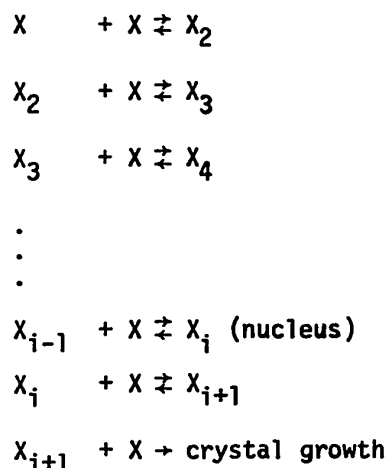 X + X ⇄ X₂
X₂ + X ⇄ X₃
X₃ + X ⇄ X₄
.
.
.
Xᵢ₋₁ + X ⇄ Xᵢ (nucleus)
Xᵢ + X ⇄ Xᵢ₊₁
Xᵢ₊₁ + X → crystal growth